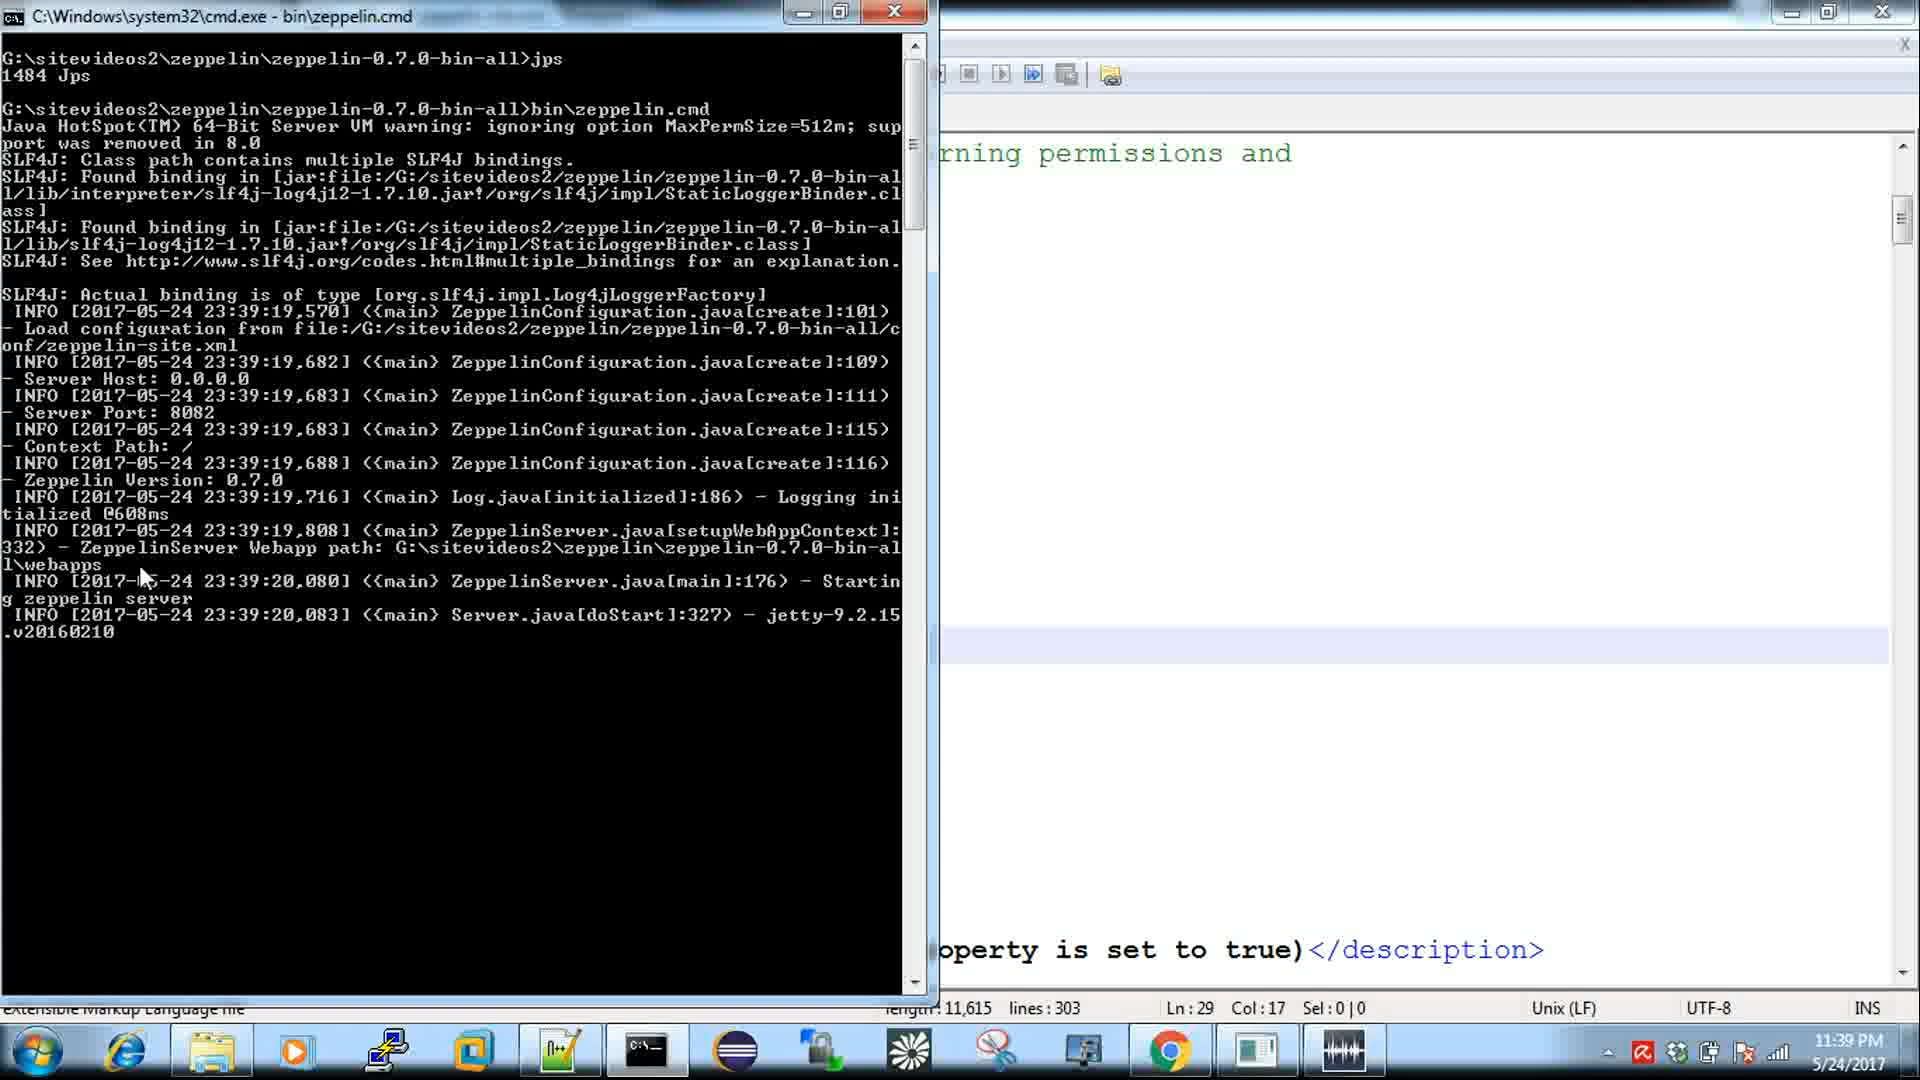 C:\Windows\system32\cmd.exe - bin\zeppelin.cmd
G:\sitevideos2\zeppelin\zeppelin-0.7.0-bin-all>jps
1484 Jps
G:\sitevideos2\zeppelin\zeppelin-0.7.0-bin-all>bin\zeppelin.cmd
Java HotSpot(TM) 64-Bit Server VM warning: ignoring option MaxPermSize=512m; sup
port was removed in 8.0
SLF4J: Class path contains multiple SLF4J bindings.
SLF4J: Found binding in [jar:file:/G:/sitevideos2/zeppelin/zeppelin-0.7.0-bin-al
l/lib/interpreter/slf4j-log4j12-1.7.10.jar!/org/slf4j/impl/StaticLoggerBinder.cl
ass]
SLF4J: Found binding in [jar:file:/G:/sitevideos2/zeppelin/zeppelin-0.7.0-bin-al
l/lib/slf4j-log4j12-1.7.10.jar!/org/slf4j/impl/StaticLoggerBinder.class]
SLF4J: See http://www.slf4j.org/codes.html#multiple_bindings for an explanation.
SLF4J: Actual binding is of type [org.slf4j.impl.Log4jLoggerFactory]
INFO [2017-05-24 23:39:19,570] ({main} ZeppelinConfiguration.java[create]:101)
- Load configuration from file:/G:/sitevideos2/zeppelin/zeppelin-0.7.0-bin-all/c
onf/zeppelin-site.xml
INFO [2017-05-24 23:39:19,682] ({main} ZeppelinConfiguration.java[create]:109)
- Server Host: 0.0.0.0
INFO [2017-05-24 23:39:19,683] ({main} ZeppelinConfiguration.java[create]:111)
- Server Port: 8082
INFO [2017-05-24 23:39:19,683] ({main} ZeppelinConfiguration.java[create]:115)
- Context Path: /
INFO [2017-05-24 23:39:19,688] ({main} ZeppelinConfiguration.java[create]:116)
- Zeppelin Version: 0.7.0
INFO [2017-05-24 23:39:19,716] ({main} Log.java[initialized]:186) - Logging ini
tialized @608ms
INFO [2017-05-24 23:39:19,808] ({main} ZeppelinServer.java[setupWebAppContext]:
332) - ZeppelinServer Webapp path: G:\sitevideos2\zeppelin\zeppelin-0.7.0-bin-al
l\webapps
INFO [2017-05-24 23:39:20,080] ({main} ZeppelinServer.java[main]:176) - Startin
g zeppelin server
INFO [2017-05-24 23:39:20,083] ({main} Server.java[doStart]:327) - jetty-9.2.15
.v20160210
rning permissions and
operty is set to true)</description>
eXtensible Markup Language file
length : 11,615 lines : 303 Ln : 29 Col : 17 Sel : 0 | 0 Unix (LF) UTF-8 INS
11:39 PM
5/24/2017